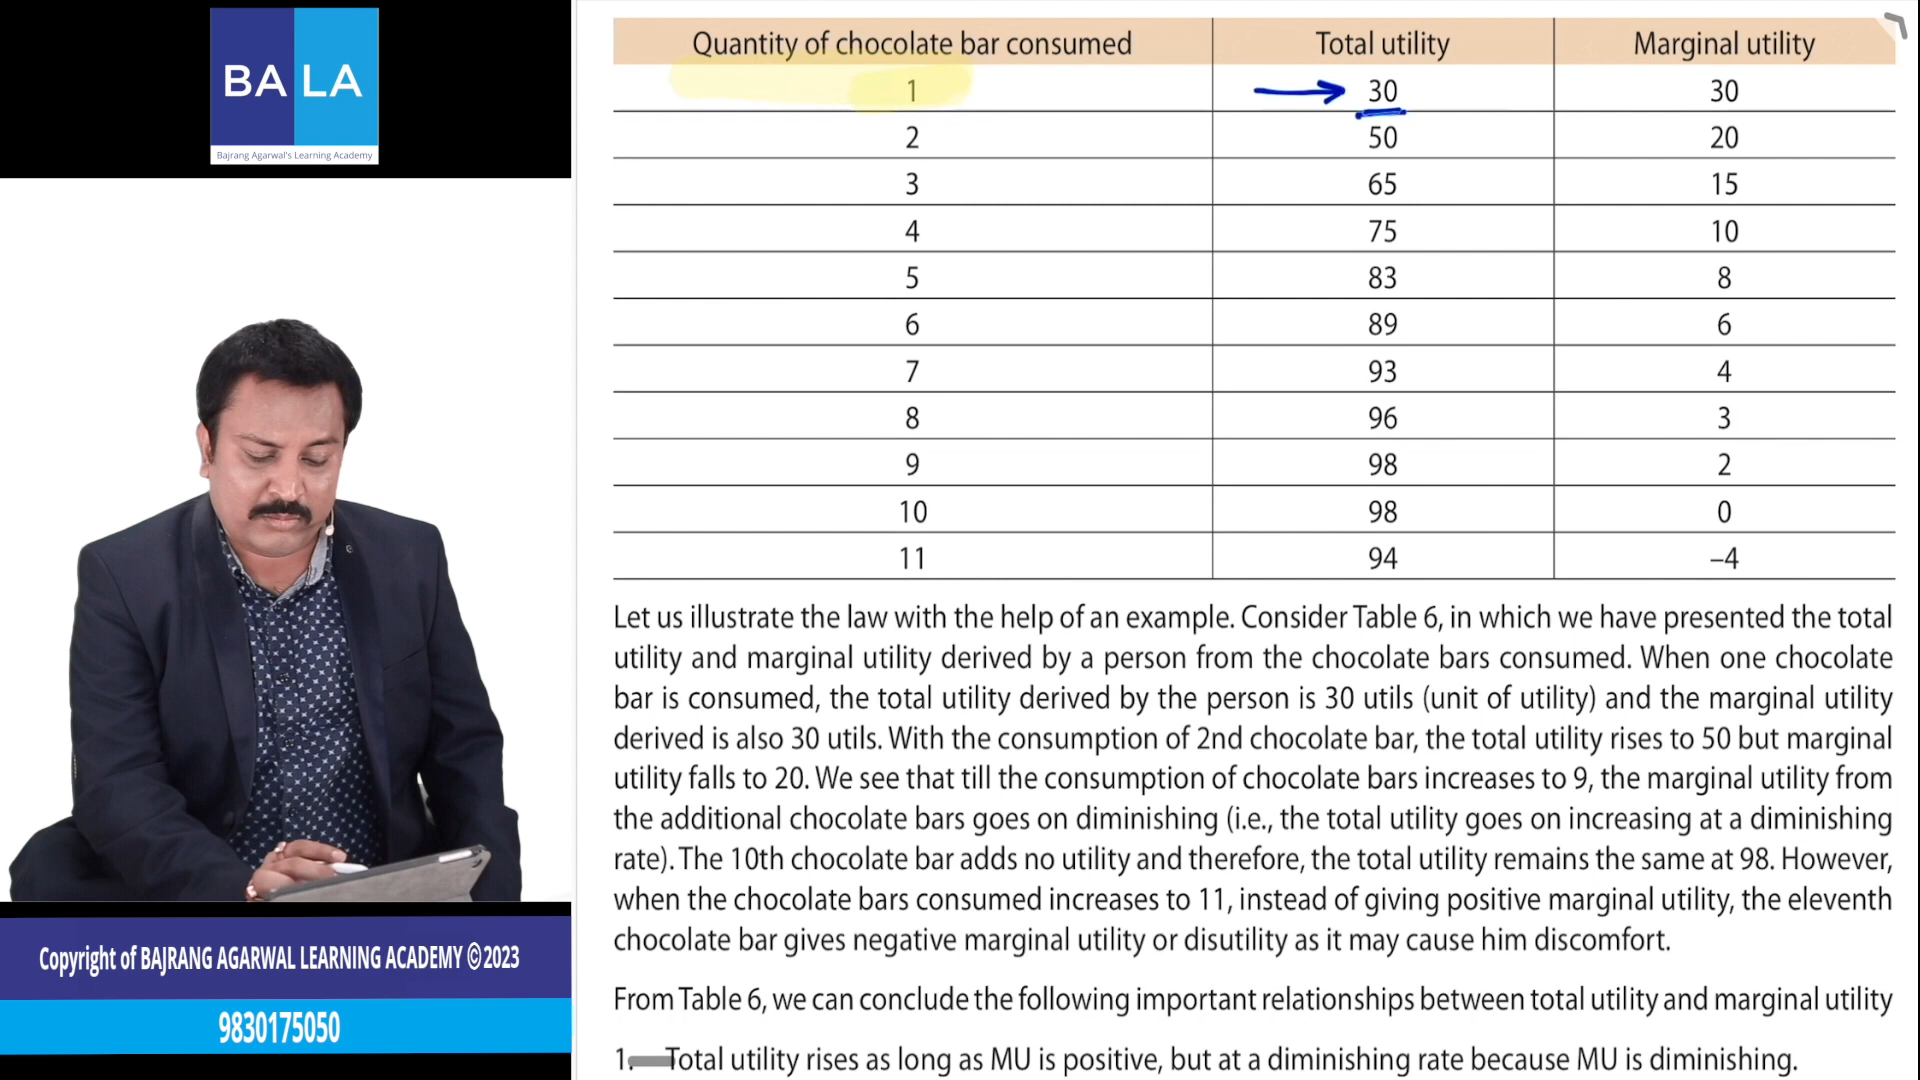 BA LA
Bajrang Agarwal's Learning Academy
Quantity of chocolate bar consumed Total utility Marginal utility
1 30 30
2 50 20
3 65 15
4 75 10
5 83 8
6 89 6
7 93 4
8 96 3
9 98 2
10 98 0
11 94 –4
Let us illustrate the law with the help of an example. Consider Table 6, in which we have presented the total
utility and marginal utility derived by a person from the chocolate bars consumed. When one chocolate
bar is consumed, the total utility derived by the person is 30 utils (unit of utility) and the marginal utility
derived is also 30 utils. With the consumption of 2nd chocolate bar, the total utility rises to 50 but marginal
utility falls to 20. We see that till the consumption of chocolate bars increases to 9, the marginal utility from
the additional chocolate bars goes on diminishing (i.e., the total utility goes on increasing at a diminishing
rate). The 10th chocolate bar adds no utility and therefore, the total utility remains the same at 98. However,
when the chocolate bars consumed increases to 11, instead of giving positive marginal utility, the eleventh
chocolate bar gives negative marginal utility or disutility as it may cause him discomfort.
From Table 6, we can conclude the following important relationships between total utility and marginal utility
1. Total utility rises as long as MU is positive, but at a diminishing rate because MU is diminishing.
Copyright of BAJRANG AGARWAL LEARNING ACADEMY ©2023
9830175050